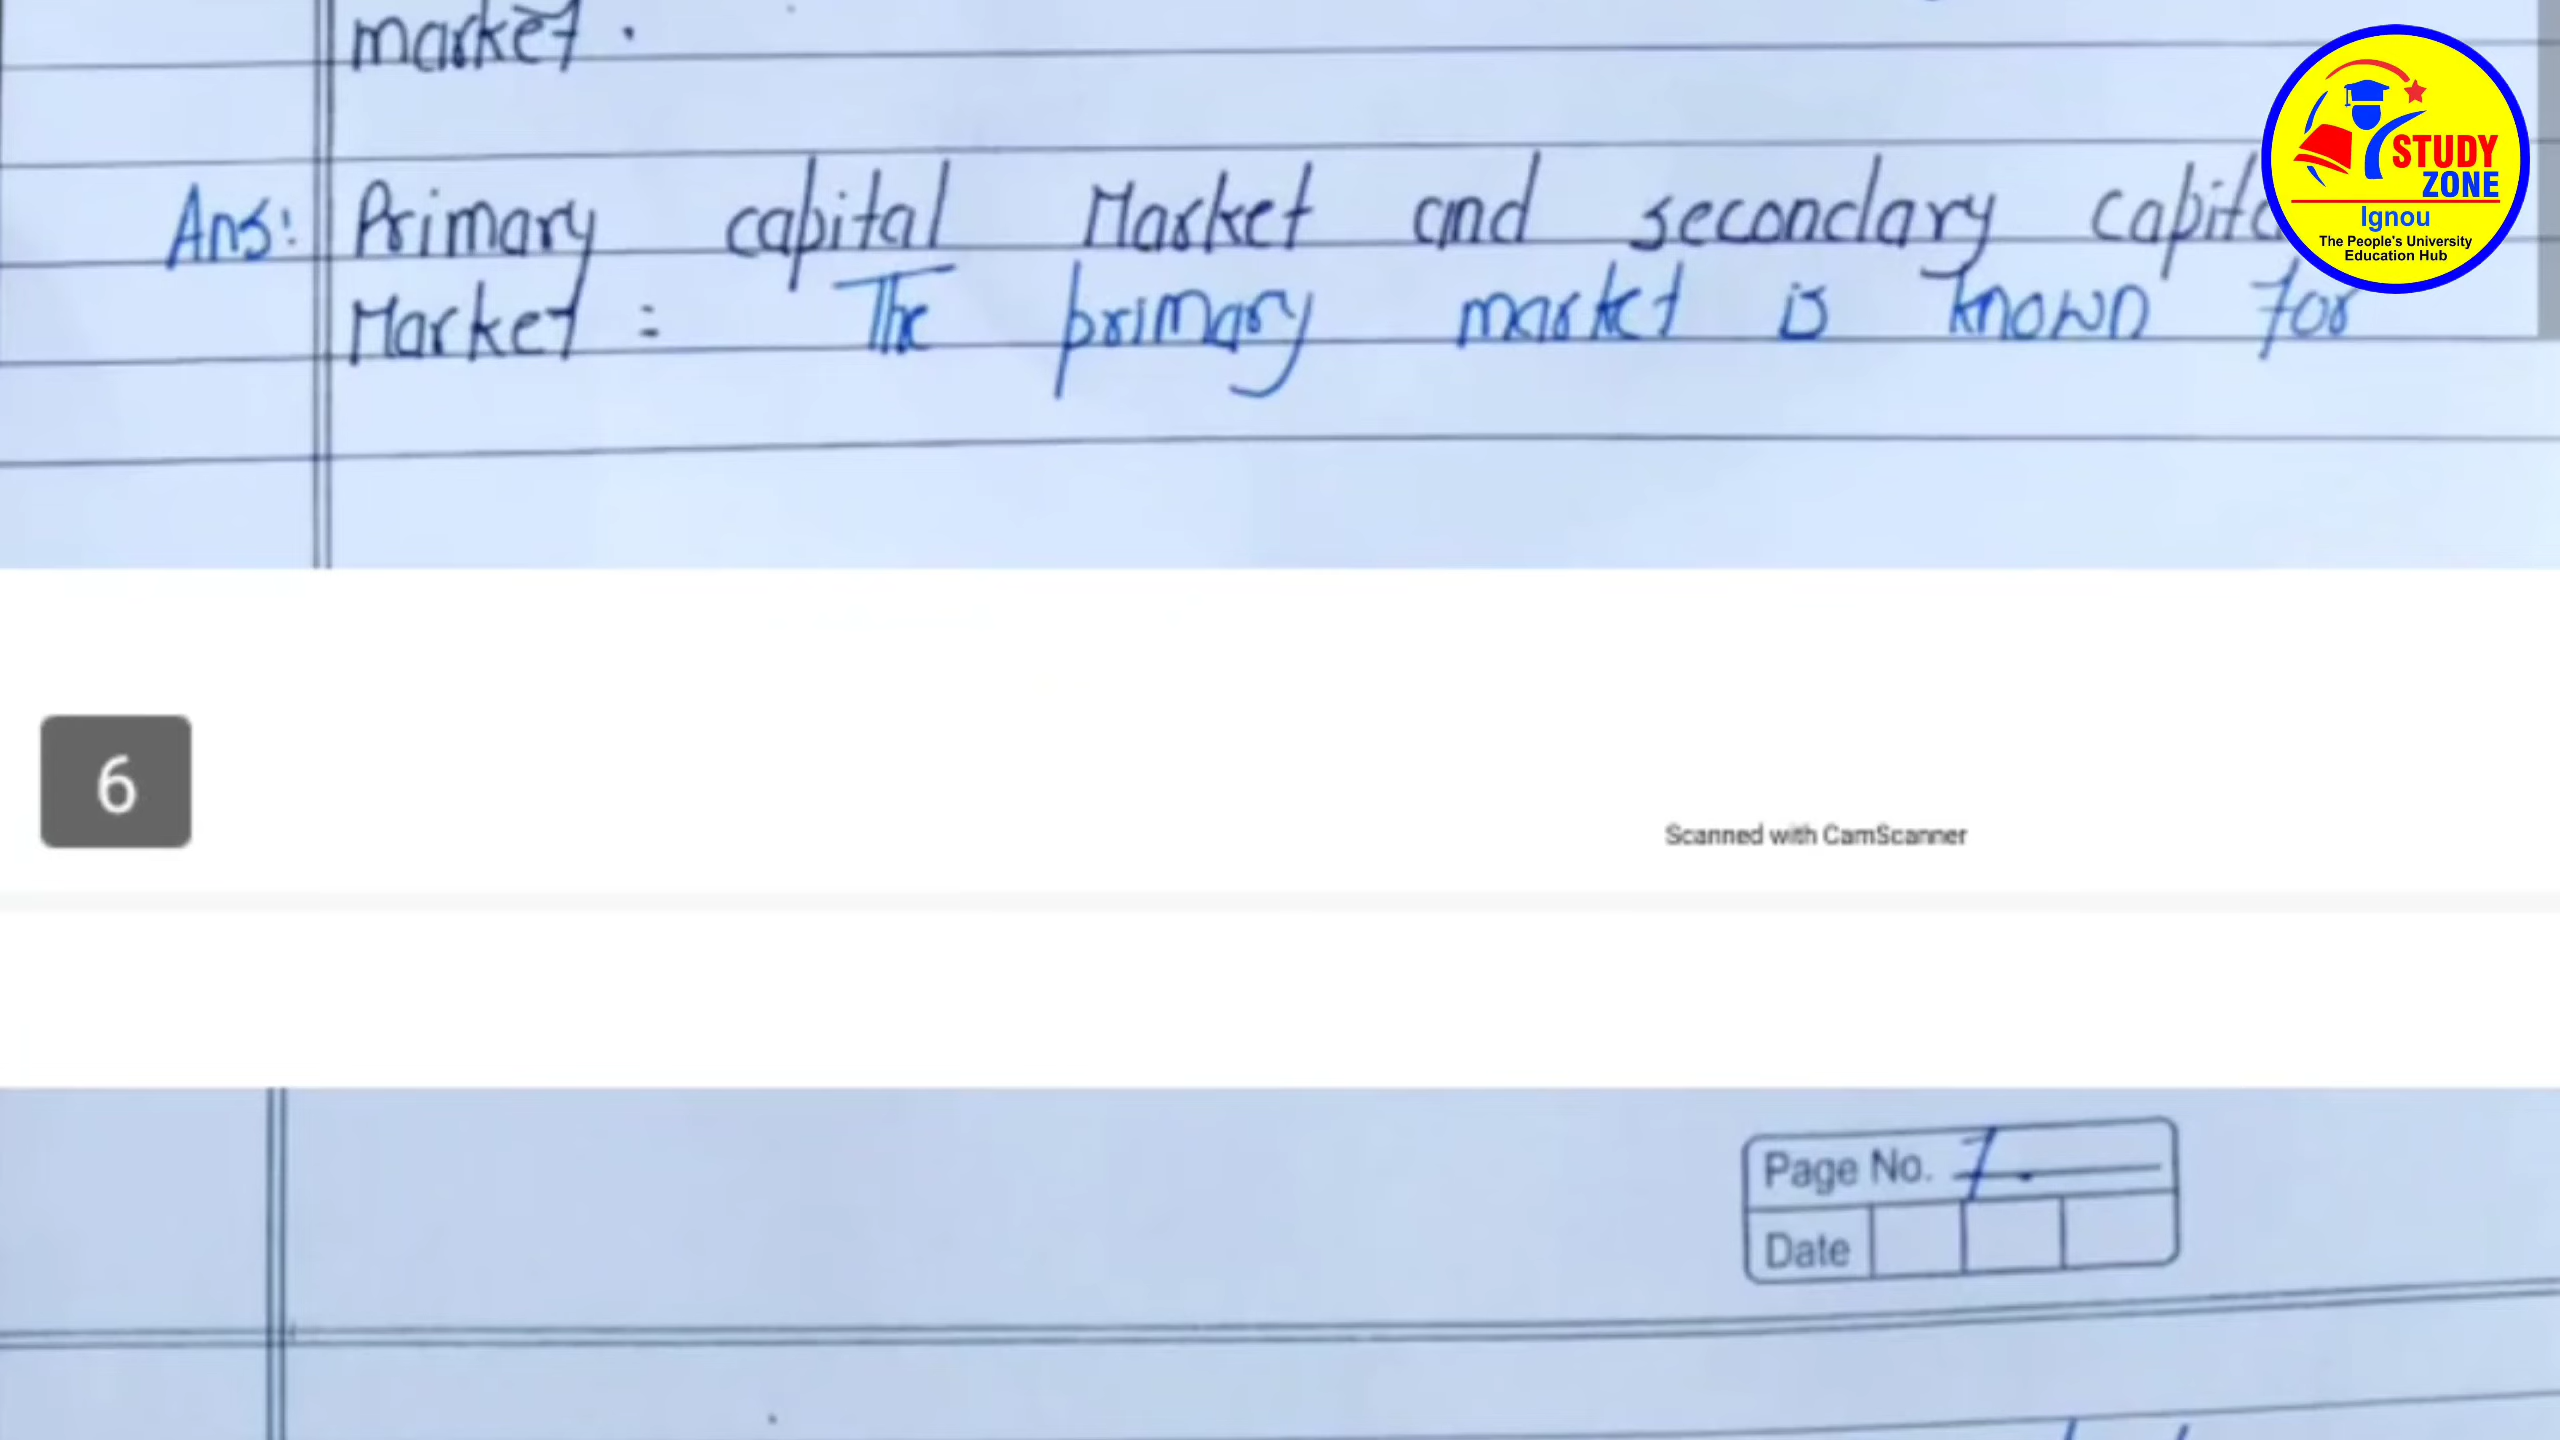 market.
Ans: Primary capital Market and secondary capita
Market: The primary market is known for
STUDY
ZONE
Ignou
The People's University
Education Hub
6
Scanned with CamScanner
Page No. 7.
Date